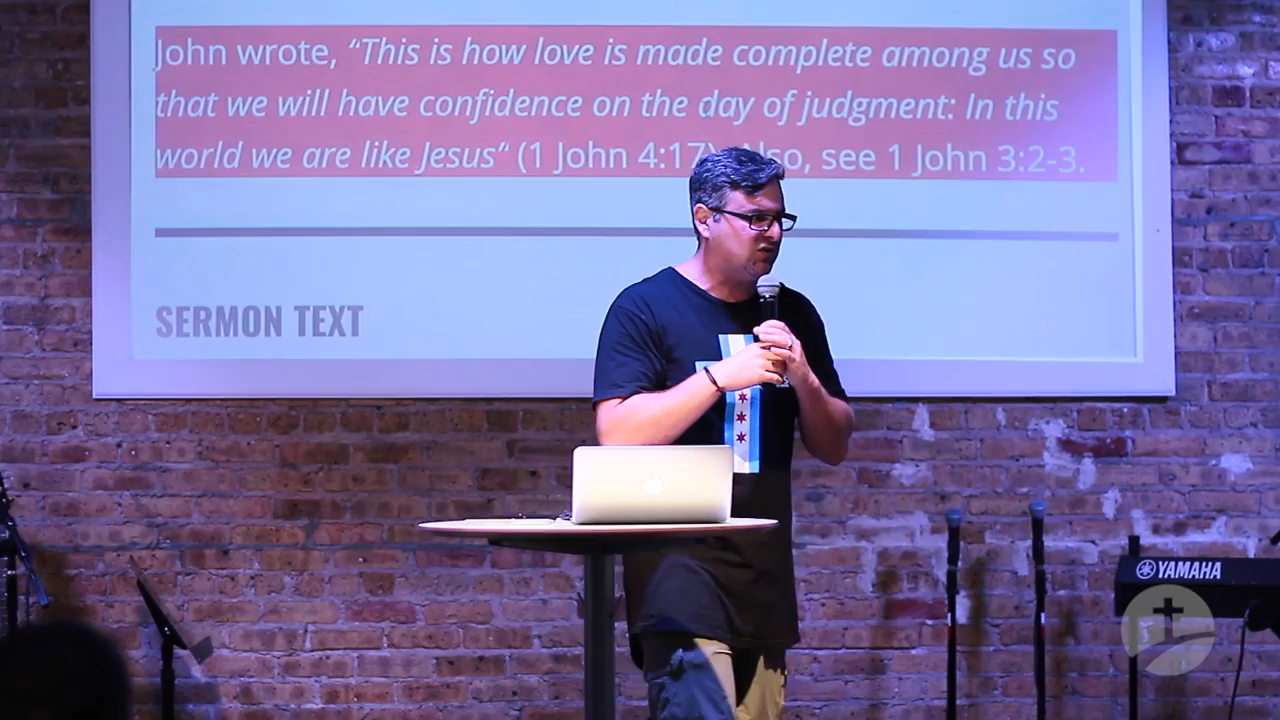 John wrote, “This is how love is made complete among us so
that we will have confidence on the day of judgment: In this
world we are like Jesus“ (1 John 4:17). Also, see 1 John 3:2-3.
SERMON TEXT
YAMAHA